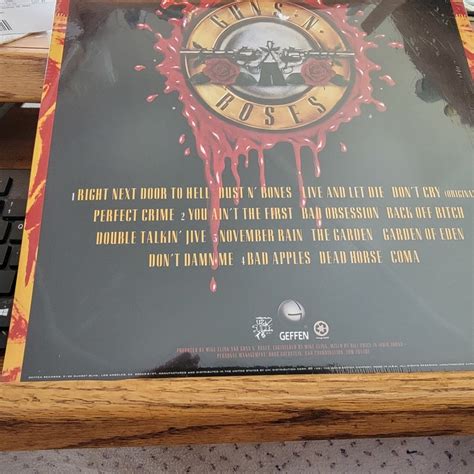 GUNS N'
ROSES
1 RIGHT NEXT DOOR TO HELL DUST N' BONES LIVE AND LET DIE DON'T CRY (ORIGINAL
PERFECT CRIME 2 YOU AIN'T THE FIRST BAD OBSESSION BACK OFF BITCH
DOUBLE TALKIN' JIVE 3 NOVEMBER RAIN THE GARDEN GARDEN OF EDEN
DON'T DAMN ME 4 BAD APPLES DEAD HORSE COMA
GEFFEN